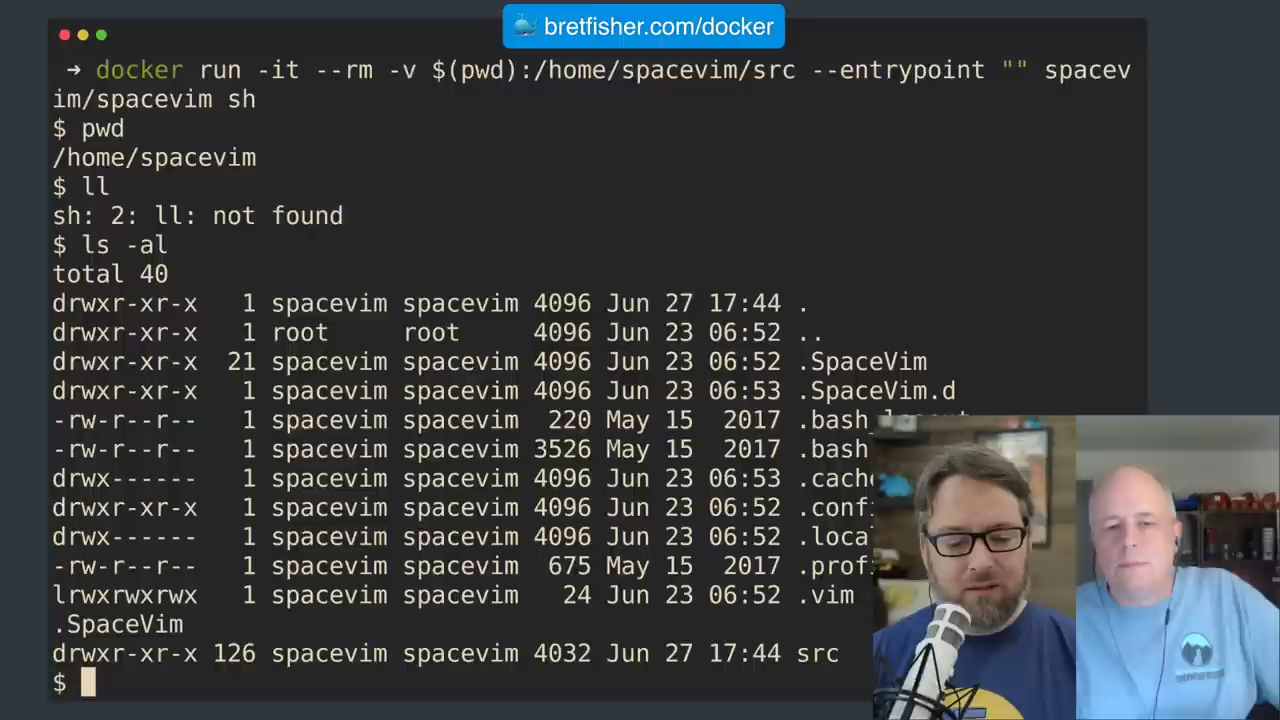 bretfisher.com/docker
➜ docker run -it --rm -v $(pwd):/home/spacevim/src --entrypoint "" spacev
im/spacevim sh
$ pwd
/home/spacevim
$ ll
sh: 2: ll: not found
$ ls -al
total 40
drwxr-xr-x 1 spacevim spacevim 4096 Jun 27 17:44 .
drwxr-xr-x 1 root root 4096 Jun 23 06:52 ..
drwxr-xr-x 21 spacevim spacevim 4096 Jun 23 06:52 .SpaceVim
drwxr-xr-x 1 spacevim spacevim 4096 Jun 23 06:53 .SpaceVim.d
-rw-r--r-- 1 spacevim spacevim 220 May 15 2017 .bash_logout
-rw-r--r-- 1 spacevim spacevim 3526 May 15 2017 .bash
drwx------ 1 spacevim spacevim 4096 Jun 23 06:53 .cache
drwxr-xr-x 1 spacevim spacevim 4096 Jun 23 06:52 .conf
drwx------ 1 spacevim spacevim 4096 Jun 23 06:52 .loca
-rw-r--r-- 1 spacevim spacevim 675 May 15 2017 .prof
lrwxrwxrwx 1 spacevim spacevim 24 Jun 23 06:52 .vim
.SpaceVim
drwxr-xr-x 126 spacevim spacevim 4032 Jun 27 17:44 src
$